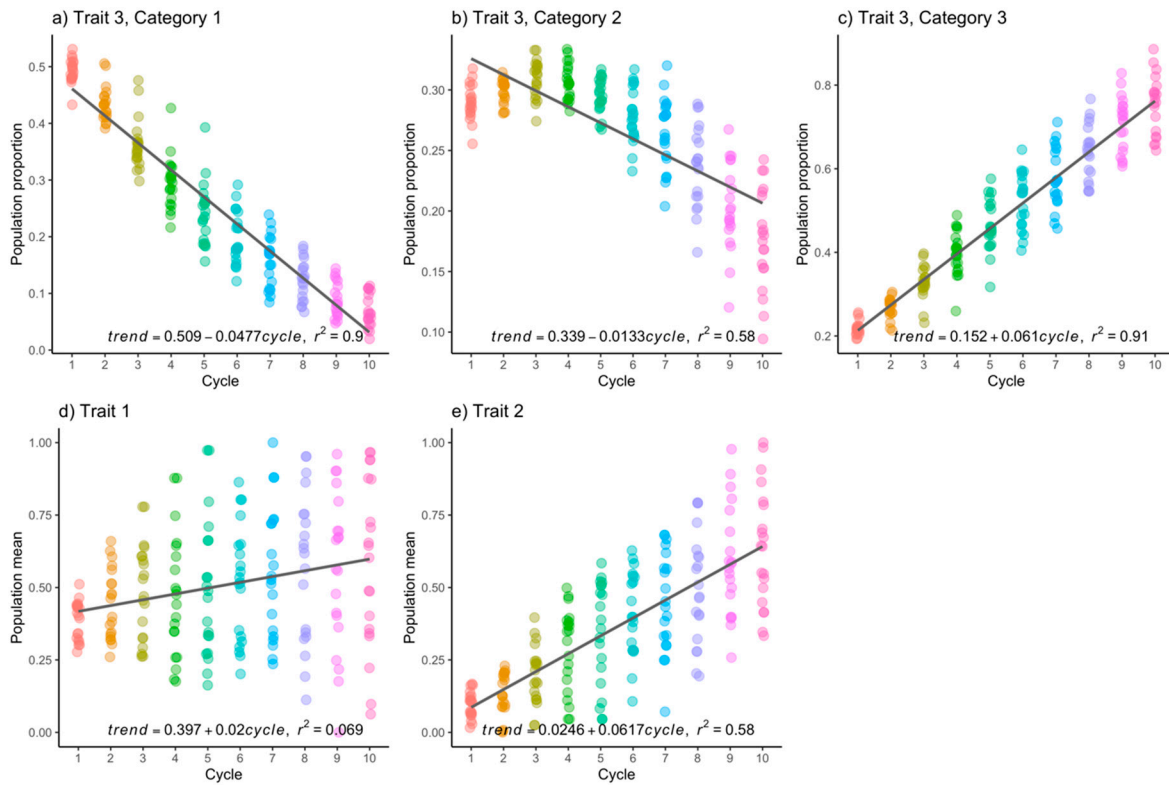 a) Trait 3, Category 1
Population proportion
0.5
0.4
0.3
0.2
0.1
0.0
trend = 0.509 − 0.0477cycle, r² = 0.9
1 2 3 4 5 6 7 8 9 10
Cycle
b) Trait 3, Category 2
Population proportion
0.30
0.25
0.20
0.15
0.10
trend = 0.339 − 0.0133cycle, r² = 0.58
1 2 3 4 5 6 7 8 9 10
Cycle
c) Trait 3, Category 3
Population proportion
0.8
0.6
0.4
0.2
trend = 0.152 + 0.061cycle, r² = 0.91
1 2 3 4 5 6 7 8 9 10
Cycle
d) Trait 1
Population mean
1.00
0.75
0.50
0.25
0.00
trend = 0.397 + 0.02cycle, r² = 0.069
1 2 3 4 5 6 7 8 9 10
Cycle
e) Trait 2
Population mean
1.00
0.75
0.50
0.25
0.00
trend = 0.0246 + 0.0617cycle, r² = 0.58
1 2 3 4 5 6 7 8 9 10
Cycle